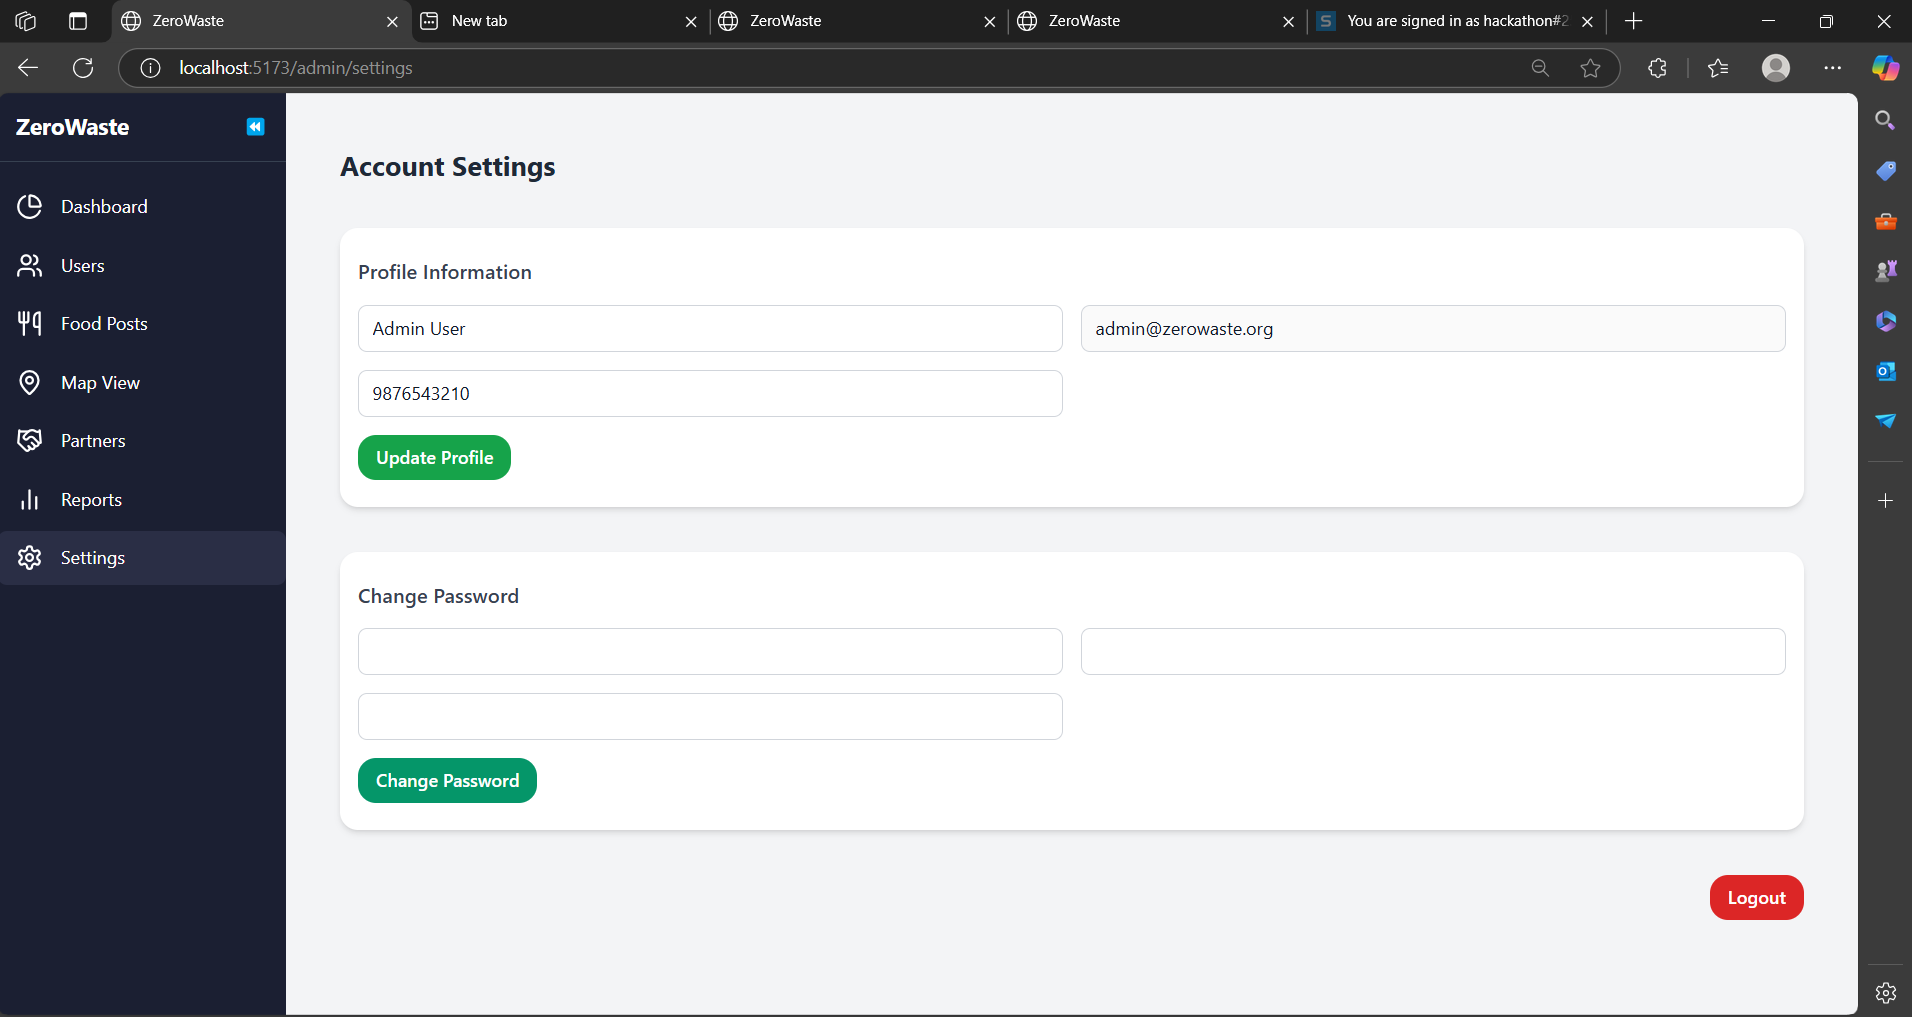 ZeroWaste
New tab
ZeroWaste
ZeroWaste
You are signed in as hackathon#2
localhost:5173/admin/settings
ZeroWaste
Dashboard
Users
Food Posts
Map View
Partners
Reports
Settings
Account Settings
Profile Information
Admin User
admin@zerowaste.org
9876543210
Update Profile
Change Password
Change Password
Logout